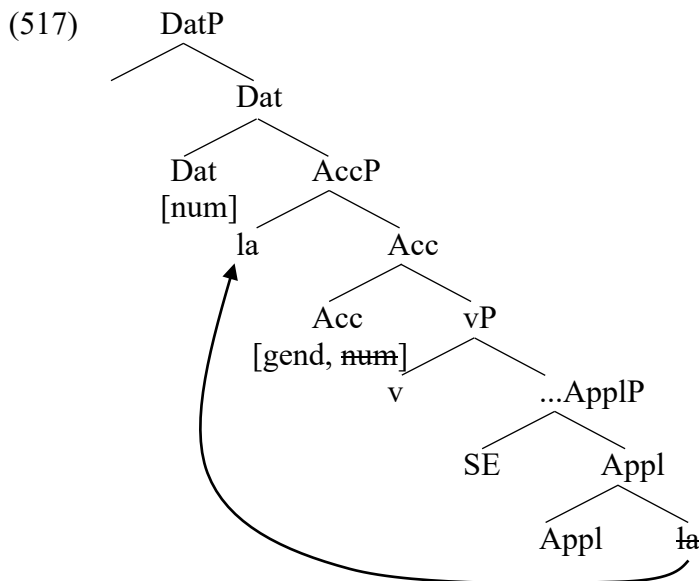 (517) DatP
Dat
Dat AccP
[num]
la Acc
Acc vP
[gend, num]
v ...ApplP
SE Appl
Appl la